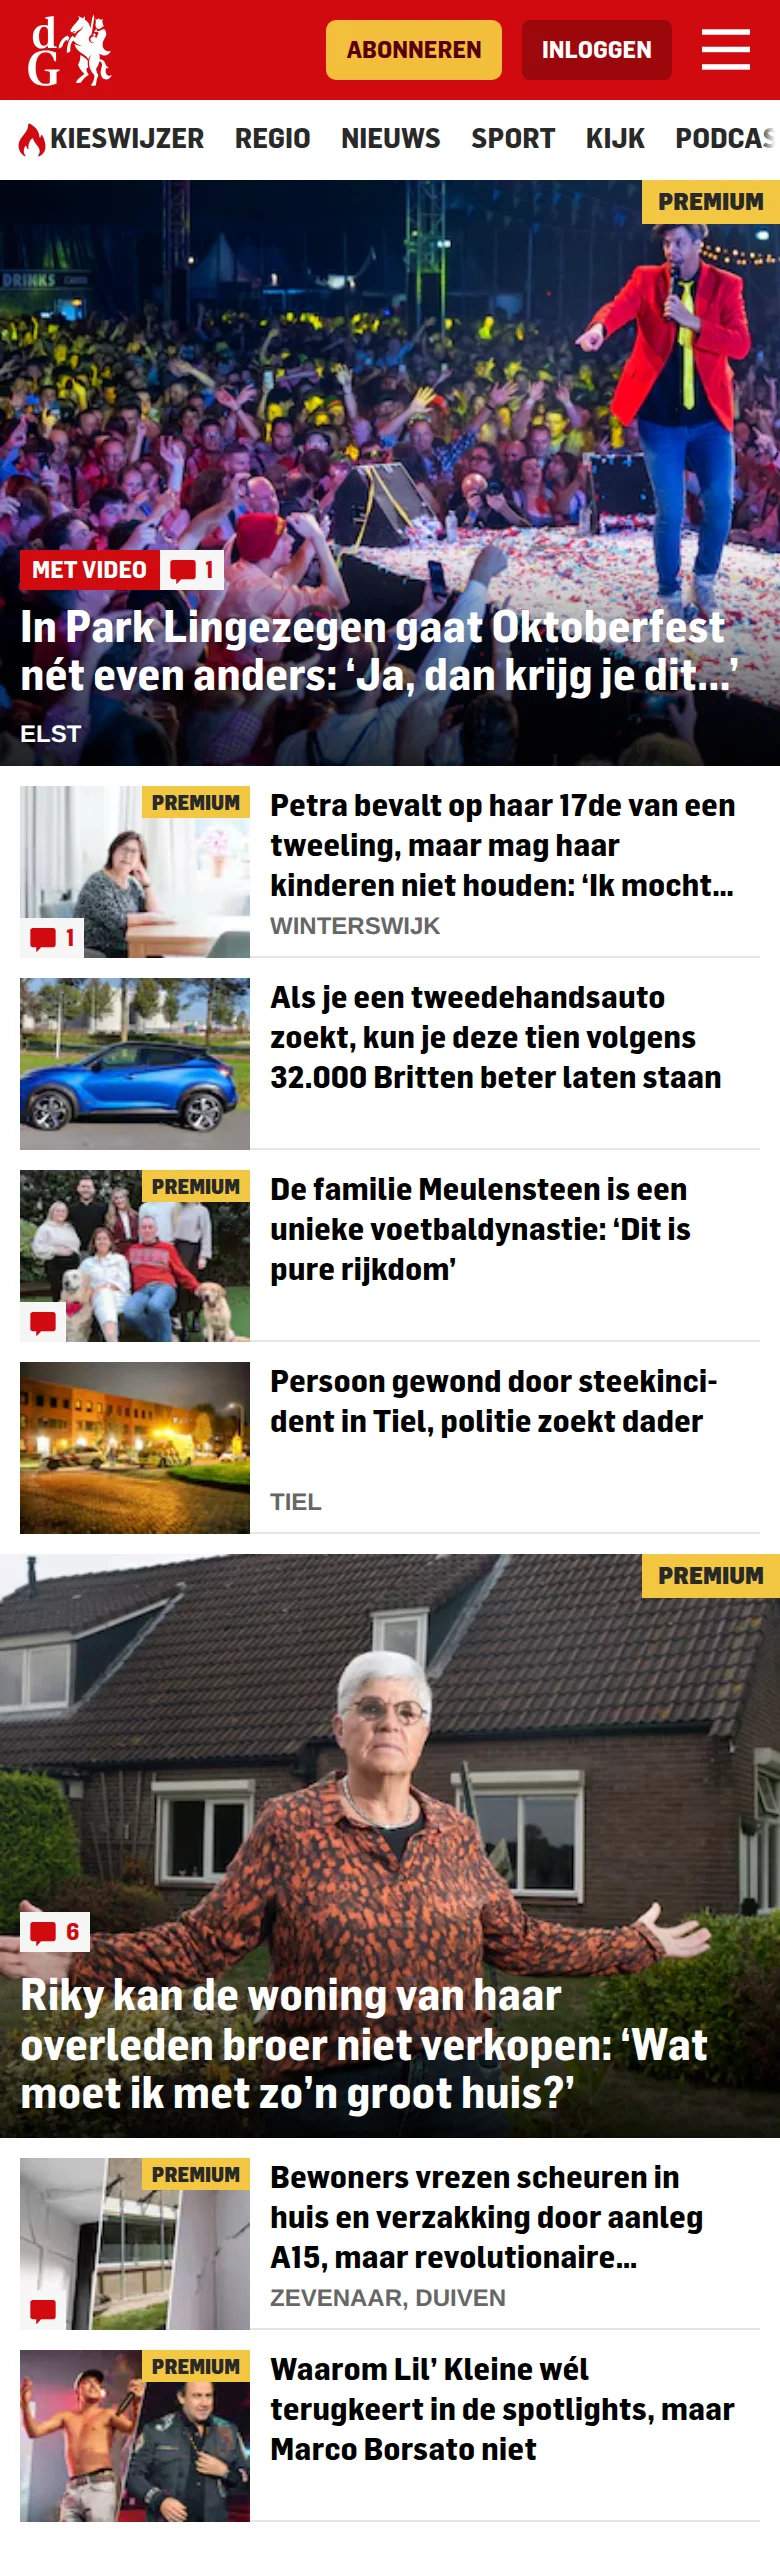 dG
ABONNEREN
INLOGGEN
KIESWIJZER REGIO NIEUWS SPORT KIJK PODCAS
PREMIUM
DRINKS
MET VIDEO
1
In Park Lingezegen gaat Oktoberfest
nét even anders: ‘Ja, dan krijg je dit...’
ELST
PREMIUM
1
Petra bevalt op haar 17de van een
tweeling, maar mag haar
kinderen niet houden: ‘Ik mocht...
WINTERSWIJK
Als je een tweedehandsauto
zoekt, kun je deze tien volgens
32.000 Britten beter laten staan
PREMIUM
De familie Meulensteen is een
unieke voetbaldynastie: ‘Dit is
pure rijkdom’
Persoon gewond door steekinci-
dent in Tiel, politie zoekt dader
TIEL
PREMIUM
6
Riky kan de woning van haar
overleden broer niet verkopen: ‘Wat
moet ik met zo’n groot huis?’
PREMIUM
Bewoners vrezen scheuren in
huis en verzakking door aanleg
A15, maar revolutionaire...
ZEVENAAR, DUIVEN
PREMIUM
Waarom Lil’ Kleine wél
terugkeert in de spotlights, maar
Marco Borsato niet